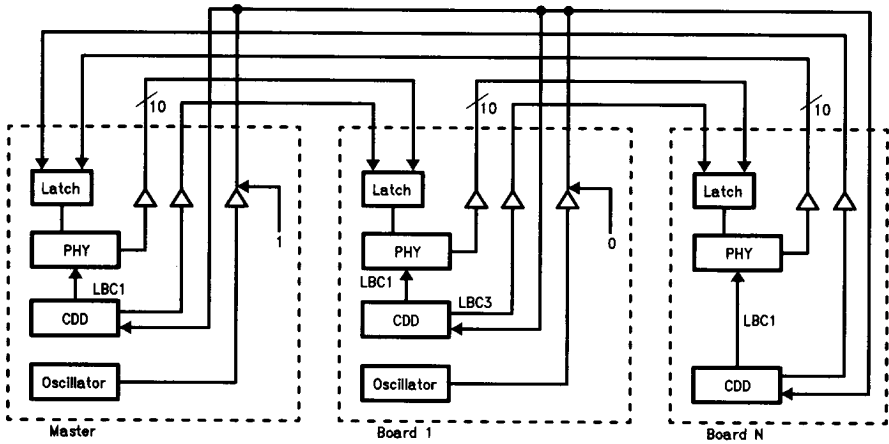 10
10
10
Latch
Latch
Latch
PHY
1
PHY
0
PHY
LBC1
LBC1
LBC3
LBC1
CDD
CDD
Oscillator
Oscillator
CDD
Master
Board 1
Board N